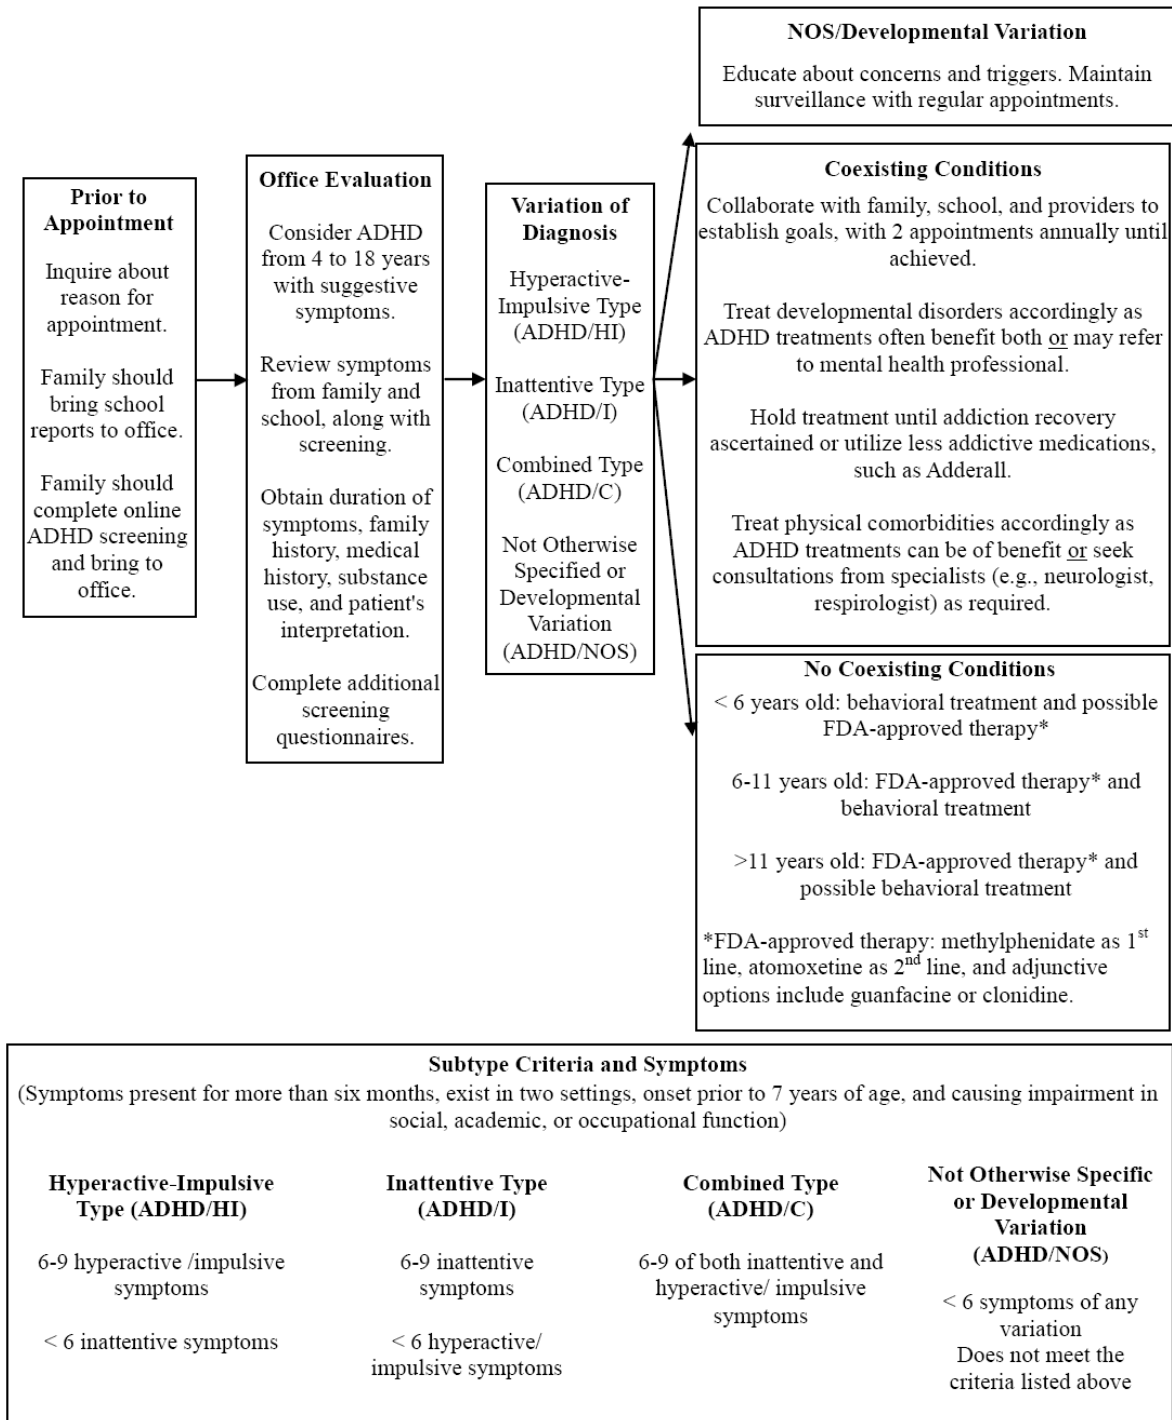 Prior to
Appointment
Inquire about
reason for
appointment.
Family should
bring school
reports to office.
Family should
complete online
ADHD screening
and bring to
office.
Office Evaluation
Consider ADHD
from 4 to 18 years
with suggestive
symptoms.
Review symptoms
from family and
school, along with
screening.
Obtain duration of
symptoms, family
history, medical
history, substance
use, and patient's
interpretation.
Complete additional
screening
questionnaires.
Variation of
Diagnosis
Hyperactive-
Impulsive Type
(ADHD/HI)
Inattentive Type
(ADHD/I)
Combined Type
(ADHD/C)
Not Otherwise
Specified or
Developmental
Variation
(ADHD/NOS)
NOS/Developmental Variation
Educate about concerns and triggers. Maintain
surveillance with regular appointments.
Coexisting Conditions
Collaborate with family, school, and providers to
establish goals, with 2 appointments annually until
achieved.
Treat developmental disorders accordingly as
ADHD treatments often benefit both or may refer
to mental health professional.
Hold treatment until addiction recovery
ascertained or utilize less addictive medications,
such as Adderall.
Treat physical comorbidities accordingly as
ADHD treatments can be of benefit or seek
consultations from specialists (e.g., neurologist,
respirologist) as required.
No Coexisting Conditions
< 6 years old: behavioral treatment and possible
FDA-approved therapy*
6-11 years old: FDA-approved therapy* and
behavioral treatment
>11 years old: FDA-approved therapy* and
possible behavioral treatment
*FDA-approved therapy: methylphenidate as 1st
line, atomoxetine as 2nd line, and adjunctive
options include guanfacine or clonidine.
Subtype Criteria and Symptoms
(Symptoms present for more than six months, exist in two settings, onset prior to 7 years of age, and causing impairment in
social, academic, or occupational function)
Hyperactive-Impulsive
Type (ADHD/HI)
6-9 hyperactive /impulsive
symptoms
< 6 inattentive symptoms
Inattentive Type
(ADHD/I)
6-9 inattentive
symptoms
< 6 hyperactive/
impulsive symptoms
Combined Type
(ADHD/C)
6-9 of both inattentive and
hyperactive/ impulsive
symptoms
Not Otherwise Specific
or Developmental
Variation
(ADHD/NOS)
< 6 symptoms of any
variation
Does not meet the
criteria listed above